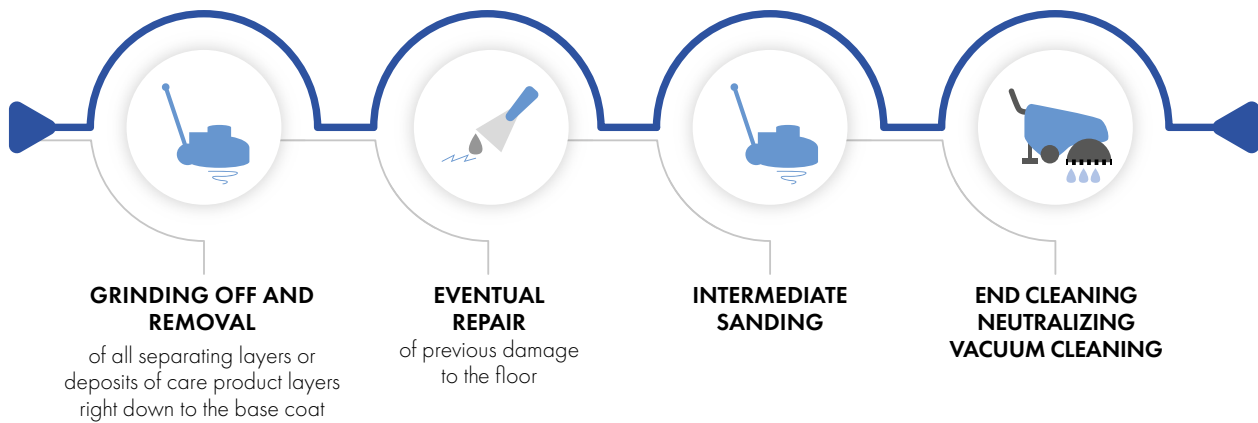 GRINDING OFF AND
REMOVAL
of all separating layers or
deposits of care product layers
right down to the base coat
EVENTUAL
REPAIR
of previous damage
to the floor
INTERMEDIATE
SANDING
END CLEANING
NEUTRALIZING
VACUUM CLEANING